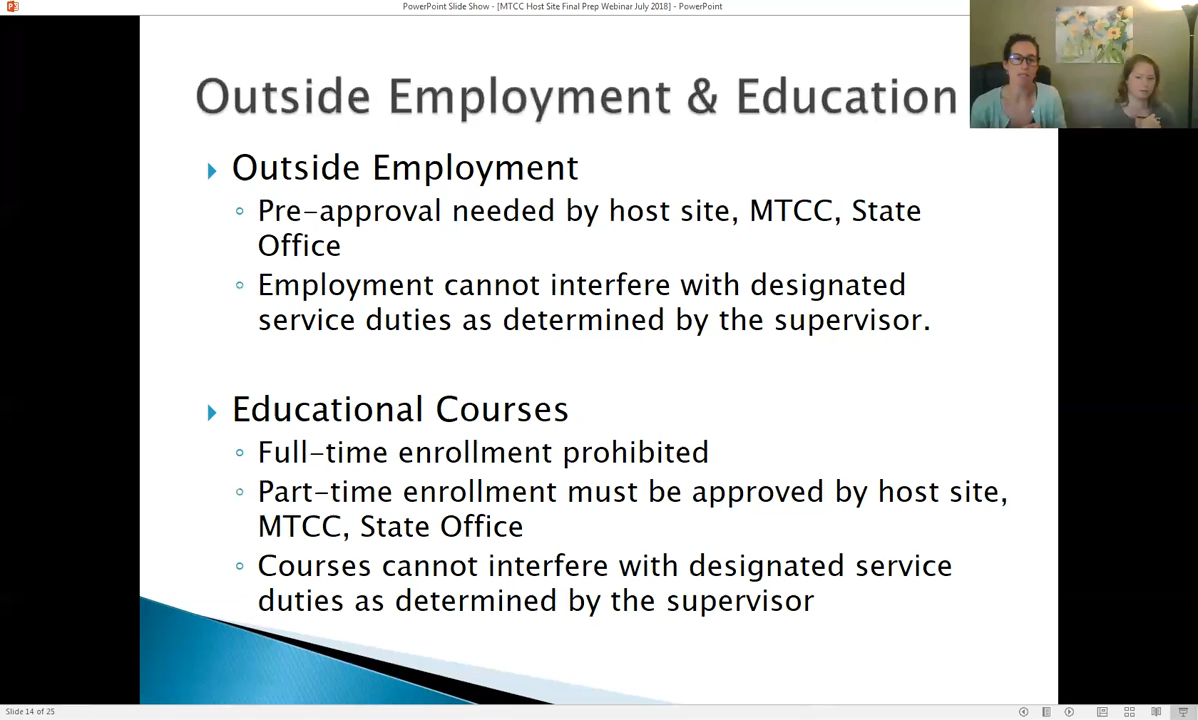 PowerPoint Slide Show - [MTCC Host Site Final Prep Webinar July 2018] - PowerPoint
Outside Employment & Education
Outside Employment
Pre-approval needed by host site, MTCC, State
Office
Employment cannot interfere with designated
service duties as determined by the supervisor.
Educational Courses
Full-time enrollment prohibited
Part-time enrollment must be approved by host site,
MTCC, State Office
Courses cannot interfere with designated service
duties as determined by the supervisor
Slide 14 of 25